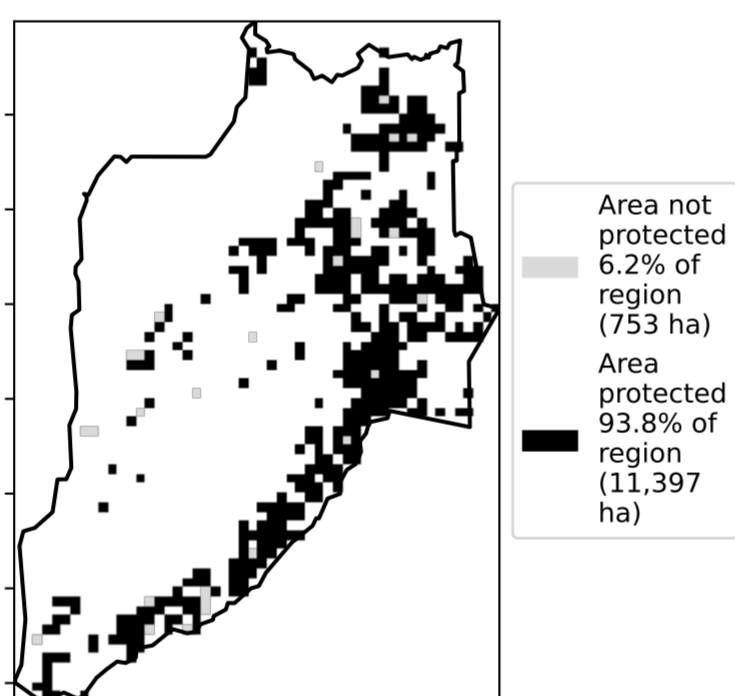 Area not
protected
6.2% of
region
(753 ha)
Area
protected
93.8% of
region
(11,397
ha)